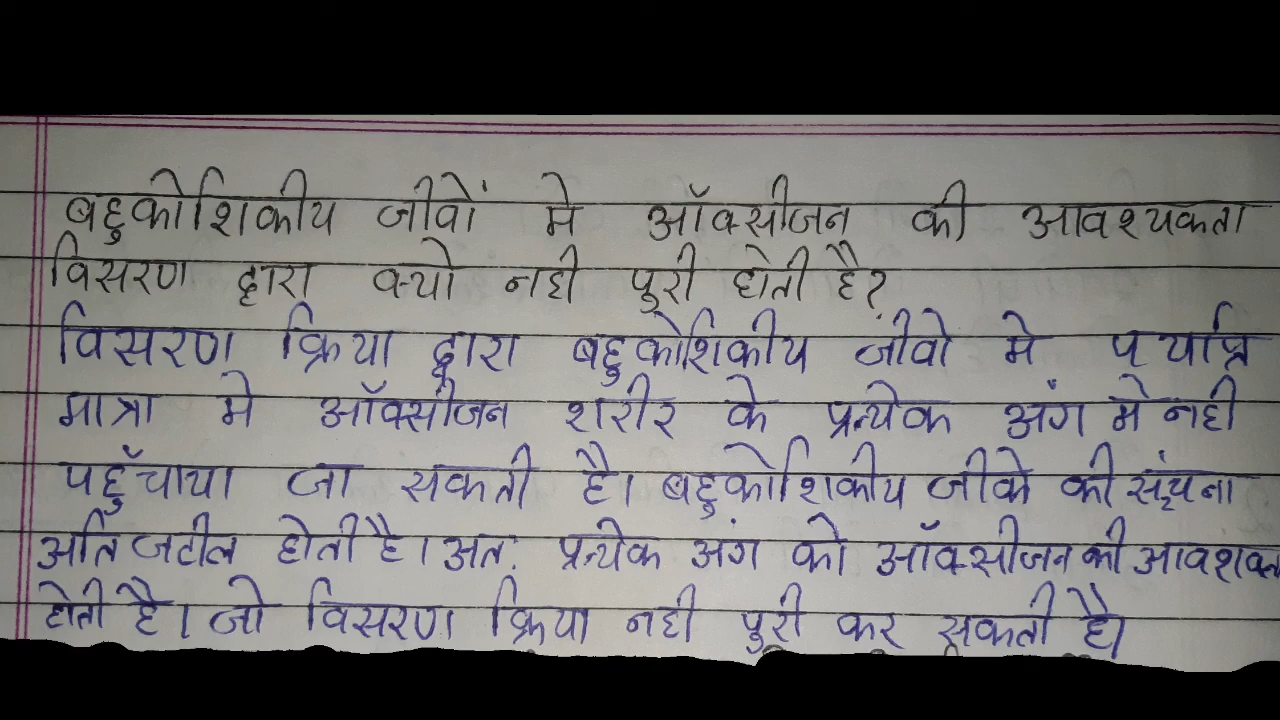 बहुकोशिकीय जीवों मे ऑक्सीजन की आवश्यकता
विसरण द्वारा क्यो नही पुरी होती है?
विसरण क्रिया द्वारा बहुकोशिकीय जीवो मे पर्याप्त
मात्रा मे ऑक्सीजन शरीर के प्रत्येक अंग मे नही
पहुँचाया जा सकती है। बहुकोशिकीय जीवो की संरचना
अति जटील होती है। अत: प्रत्येक अंग को ऑक्सीजन की आवशक्ता
होती है। जो विसरण क्रिया नही पुरी कर सकती है।